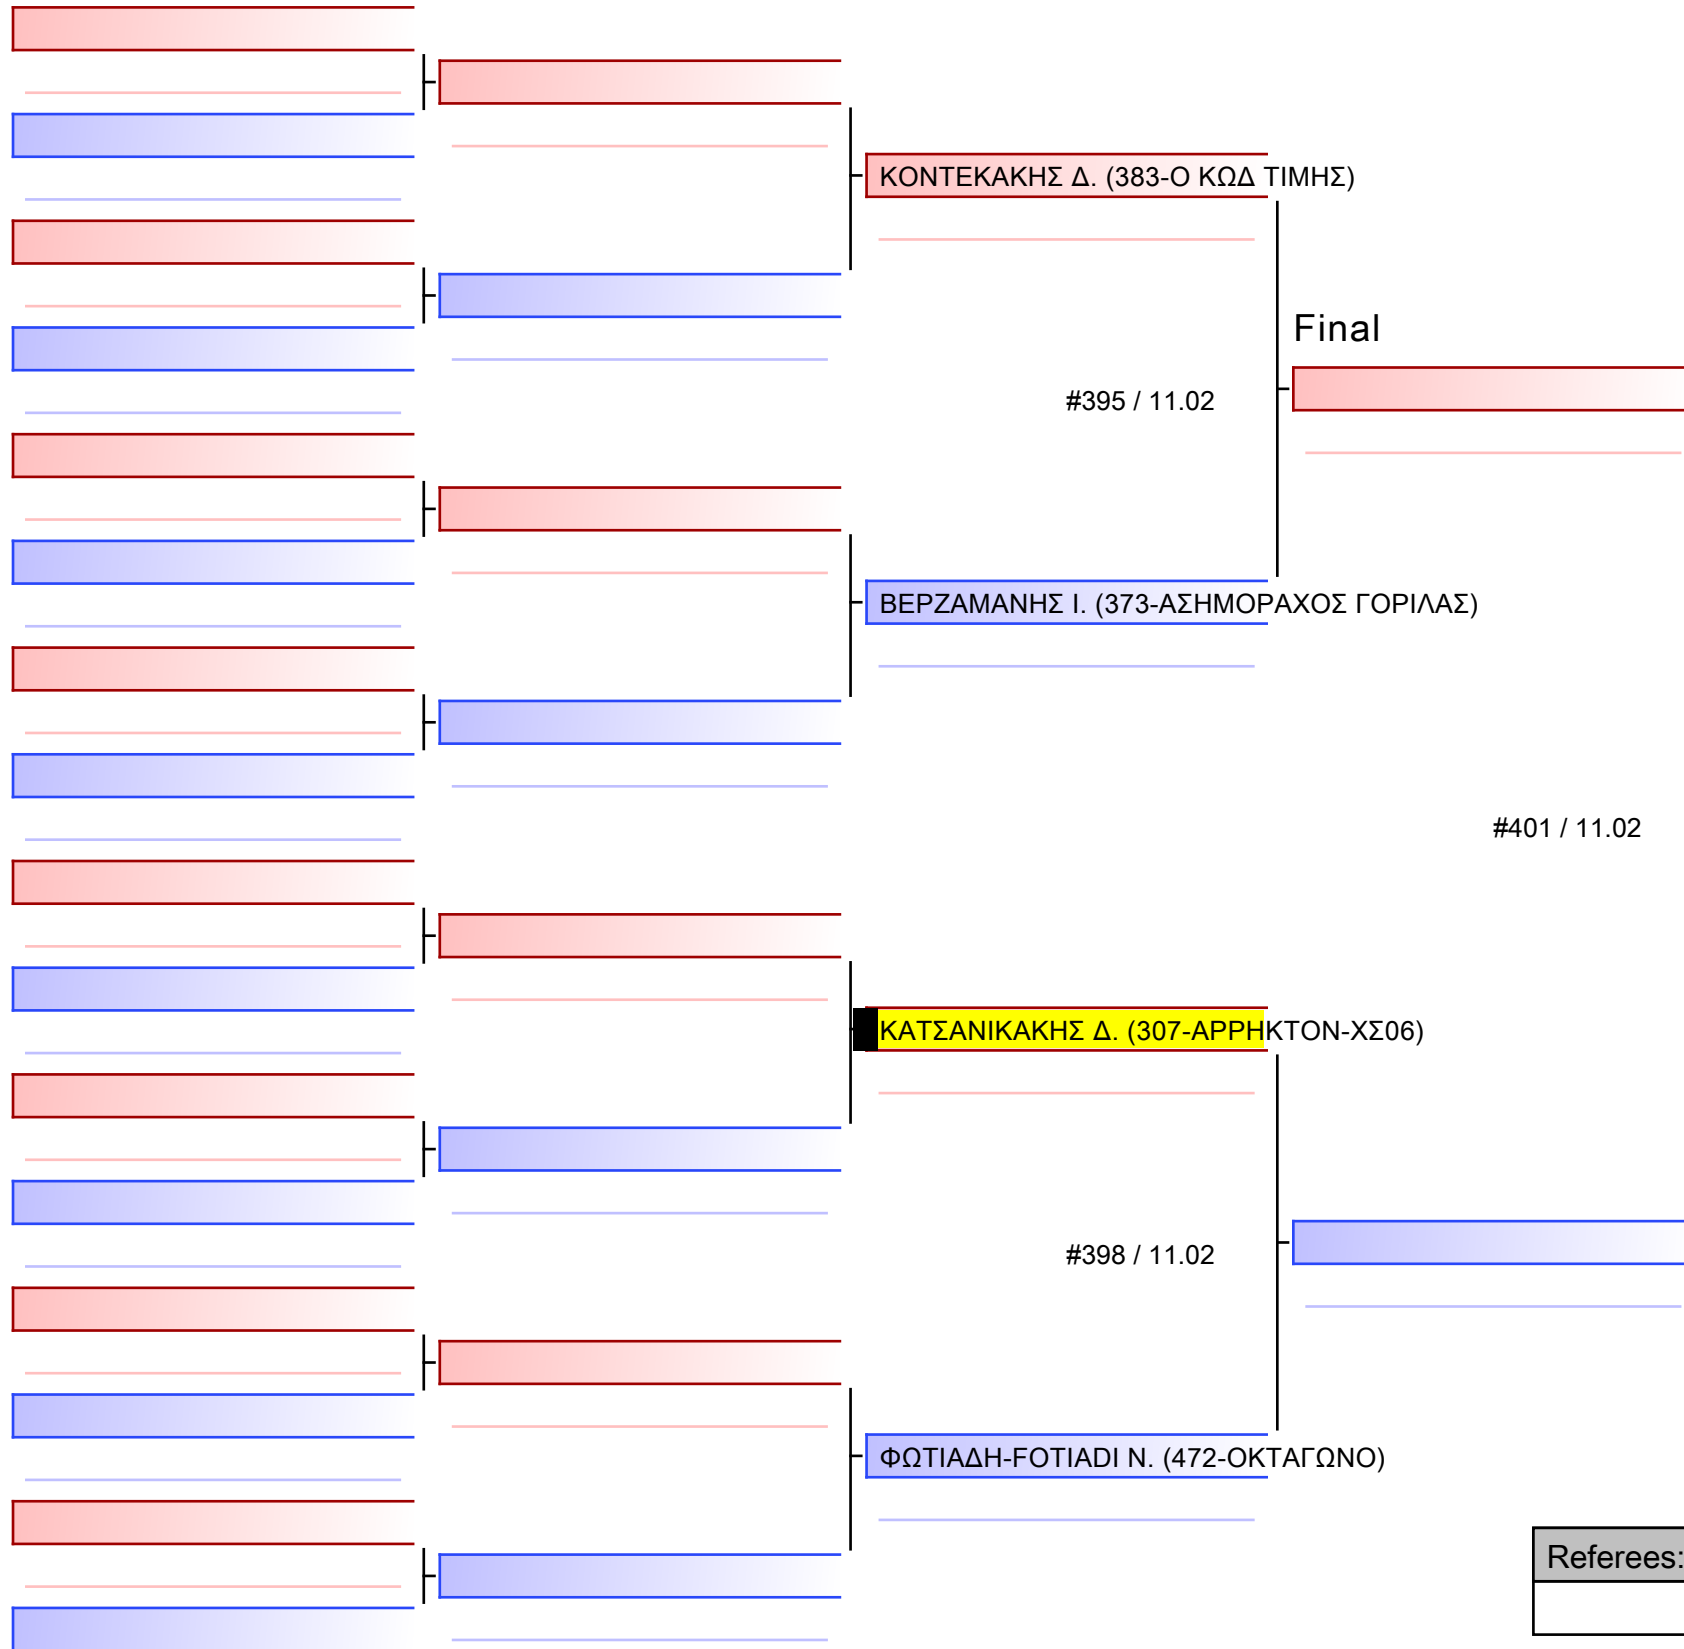 ΚΟΝΤΕΚΑΚΗΣ Δ. (383-Ο ΚΩΔ ΤΙΜΗΣ)
Final
#395 / 11.02
ΒΕΡΖΑΜΑΝΗΣ Ι. (373-ΑΣΗΜΟΡΑΧΟΣ ΓΟΡΙΛΑΣ)
#401 / 11.02
ΚΑΤΣΑΝΙΚΑΚΗΣ Δ. (307-ΑΡΡΗΚΤΟΝ-ΧΣ06)
#398 / 11.02
ΦΩΤΙΑΔΗ-FOTIADI N. (472-ΟΚΤΑΓΩΝΟ)
Referees: